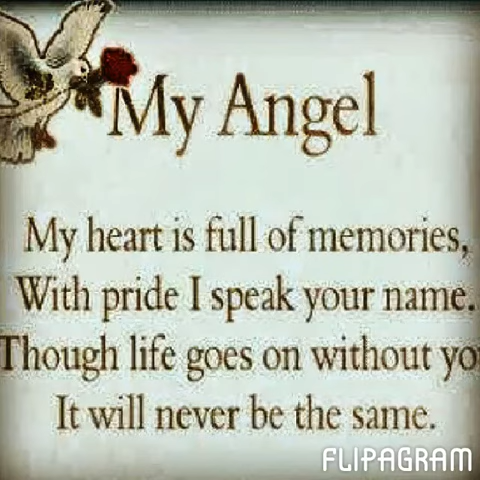 My Angel
My heart is full of memories,
With pride I speak your name.
Though life goes on without yo
It will never be the same.
FLIPAGRAM